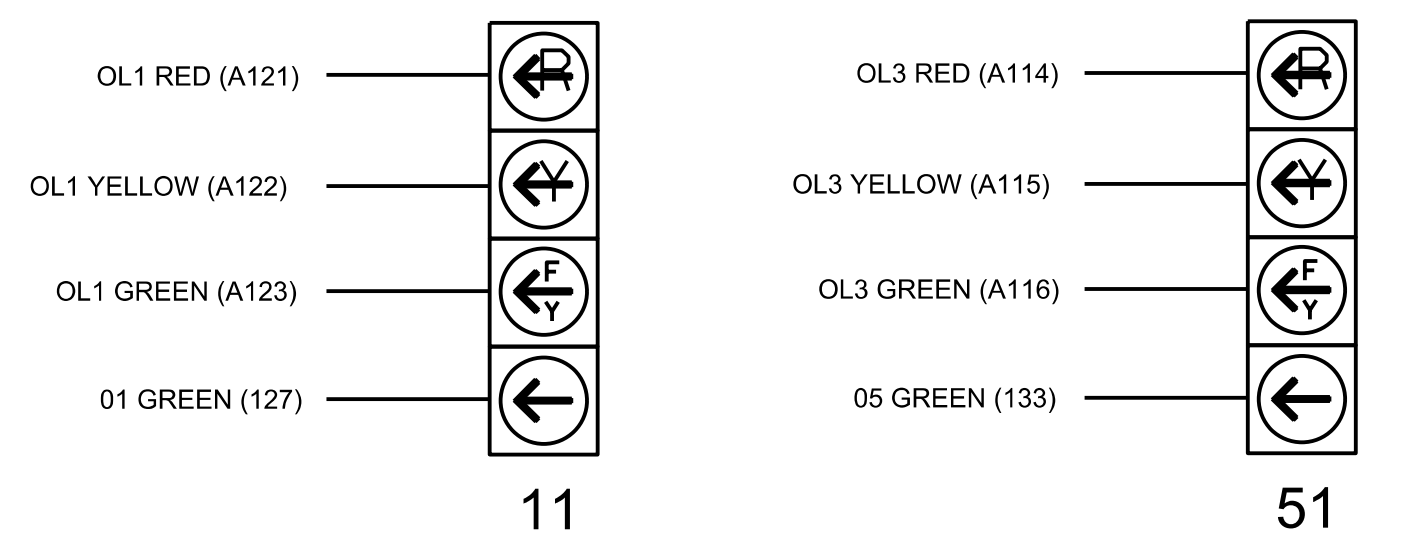 OL1 RED (A121)
R
OL1 YELLOW (A122)
Y
OL1 GREEN (A123)
F
Y
01 GREEN (127)
11
OL3 RED (A114)
R
OL3 YELLOW (A115)
Y
OL3 GREEN (A116)
F
Y
05 GREEN (133)
51